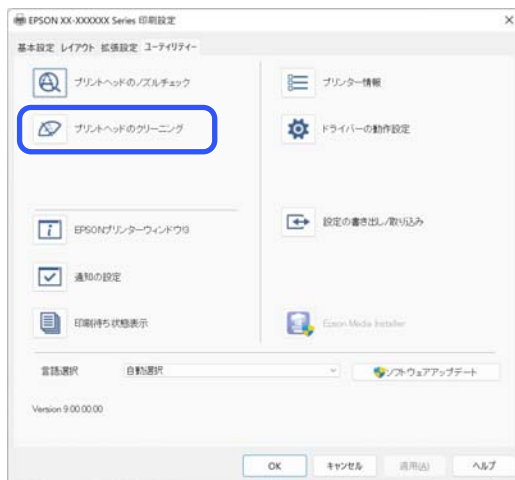 EPSON XX-XXXXXX Series 印刷設定
基本設定 レイアウト 拡張設定 ユーティリティー
プリントヘッドのノズルチェック
プリンター情報
プリントヘッドのクリーニング
ドライバーの動作設定
EPSONプリンターウィンドウ!3
設定の書き出し/取り込み
通知の設定
印刷待ち状態表示
Epson Media Installer
言語選択 自動選択
ソフトウェアアップデート
Version 9.00.00.00
OK キャンセル 適用(A) ヘルプ